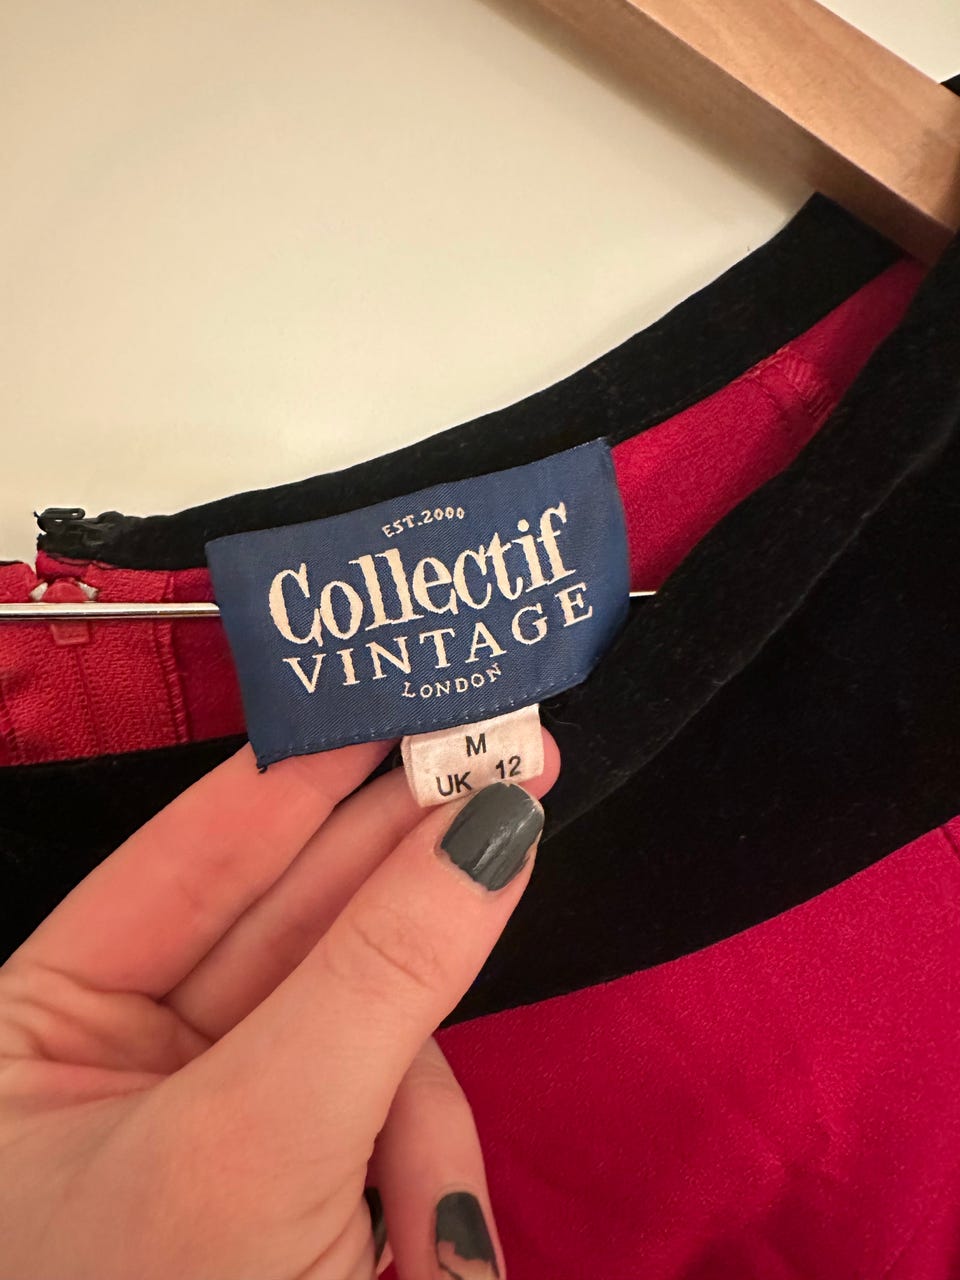 EST.2000
Collectif
VINTAGE
LONDON
M
UK 12